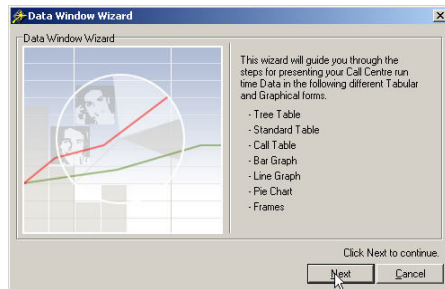 Data Window Wizard
Data Window Wizard
This wizard will guide you through the
steps for presenting your Call Centre run
time Data in the following different Tabular
and Graphical forms.
- Tree Table
- Standard Table
- Call Table
- Bar Graph
- Line Graph
- Pie Chart
- Frames
Click Next to continue.
Next
Cancel